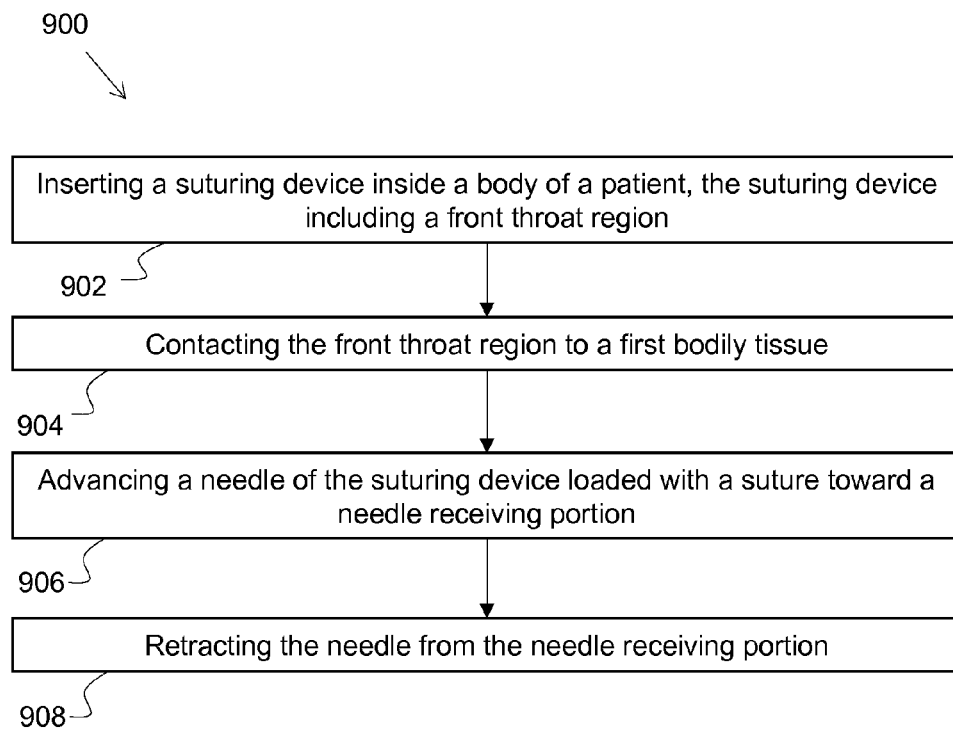 900
Inserting a suturing device inside a body of a patient, the suturing device
including a front throat region
902
Contacting the front throat region to a first bodily tissue
904
Advancing a needle of the suturing device loaded with a suture toward a
needle receiving portion
906
Retracting the needle from the needle receiving portion
908